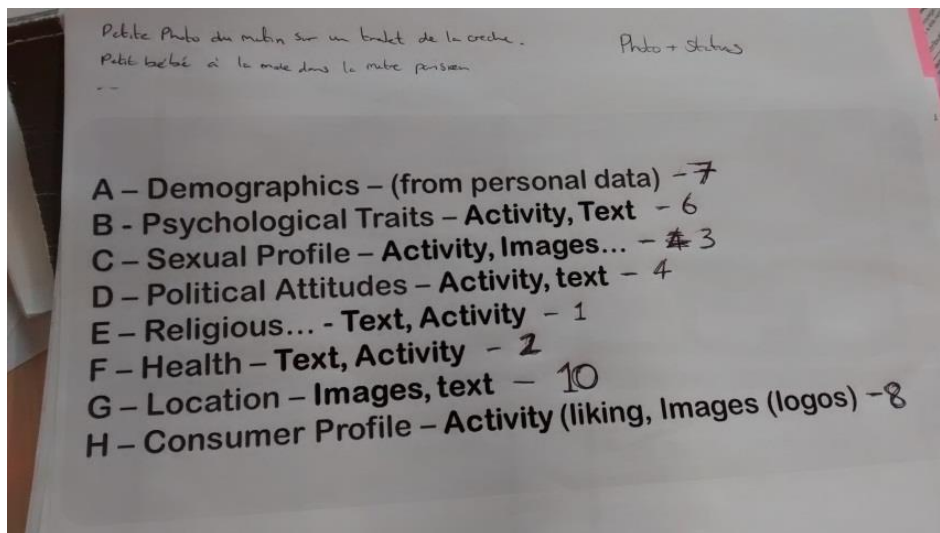 Petite Photo du matin sur un de la creche.
Photo + Status
Petit bébé à la mode dans la parisien
--
A – Demographics – (from personal data) - 7
B - Psychological Traits – Activity, Text - 6
C – Sexual Profile – Activity, Images... - 3
D – Political Attitudes – Activity, text - 4
E – Religious... - Text, Activity - 1
F – Health – Text, Activity - 2
G – Location – Images, text - 10
H – Consumer Profile – Activity (liking, Images (logos) - 8